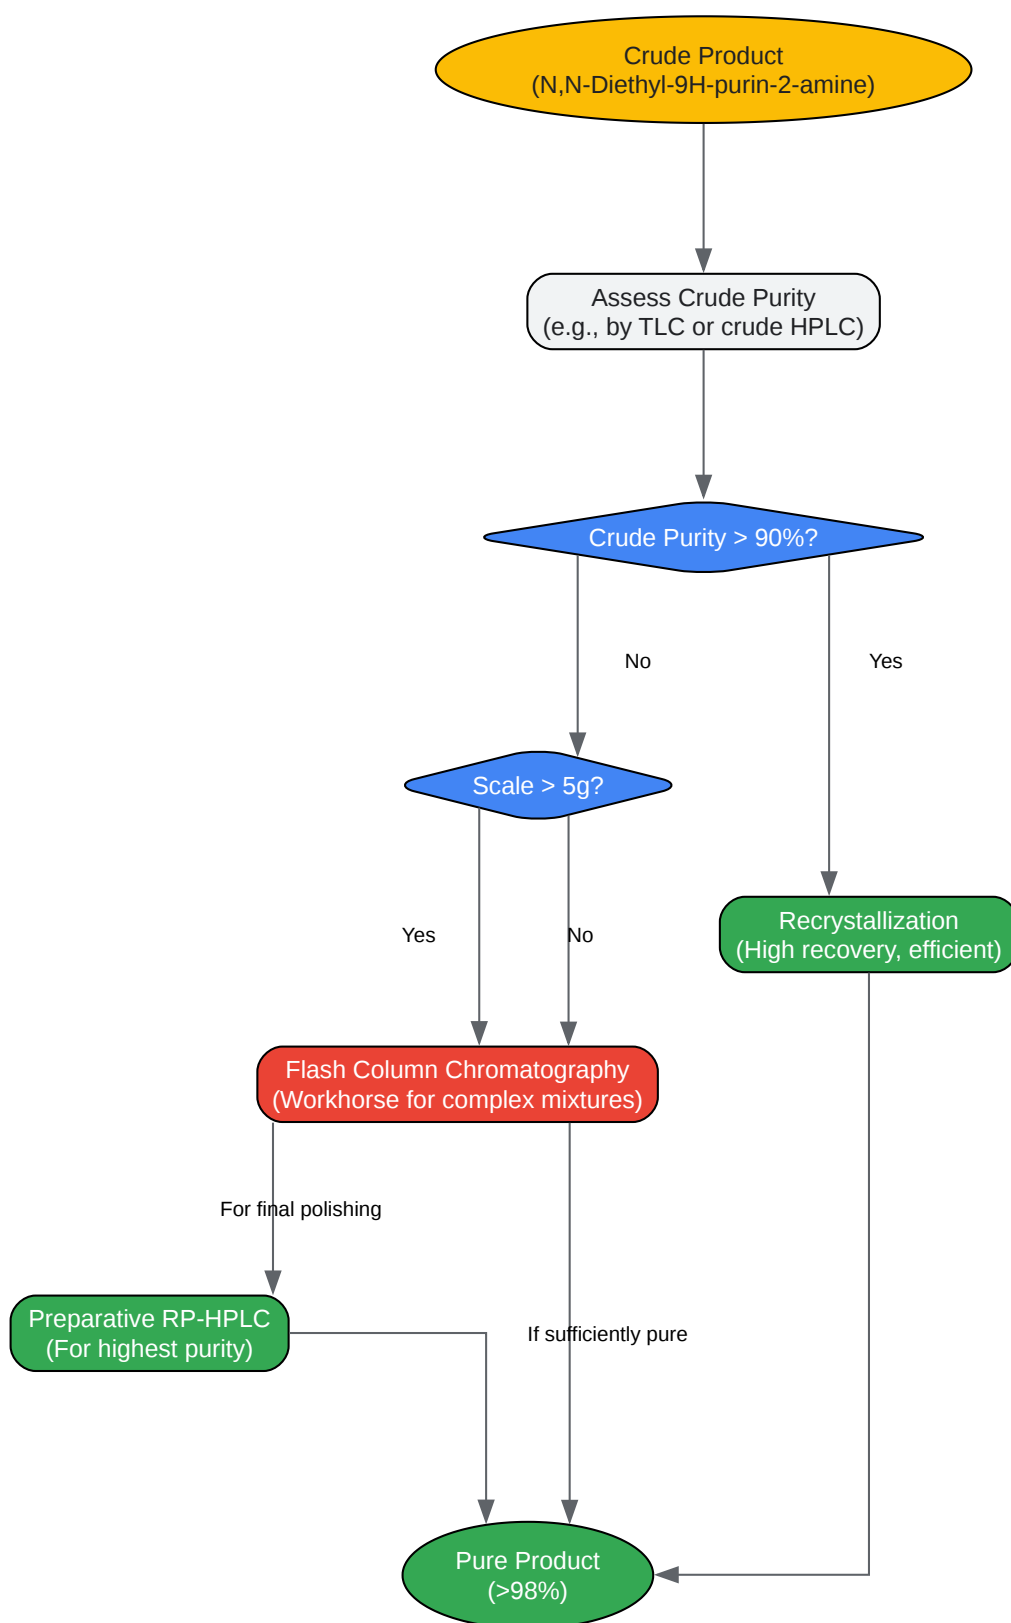 Crude Product
(N,N-Diethyl-9H-purin-2-amine)
Assess Crude Purity
(e.g., by TLC or crude HPLC)
Crude Purity > 90%?
No
Yes
Scale > 5g?
Yes
No
Recrystallization
(High recovery, efficient)
Flash Column Chromatography
(Workhorse for complex mixtures)
For final polishing
Preparative RP-HPLC
(For highest purity)
If sufficiently pure
Pure Product
(>98%)